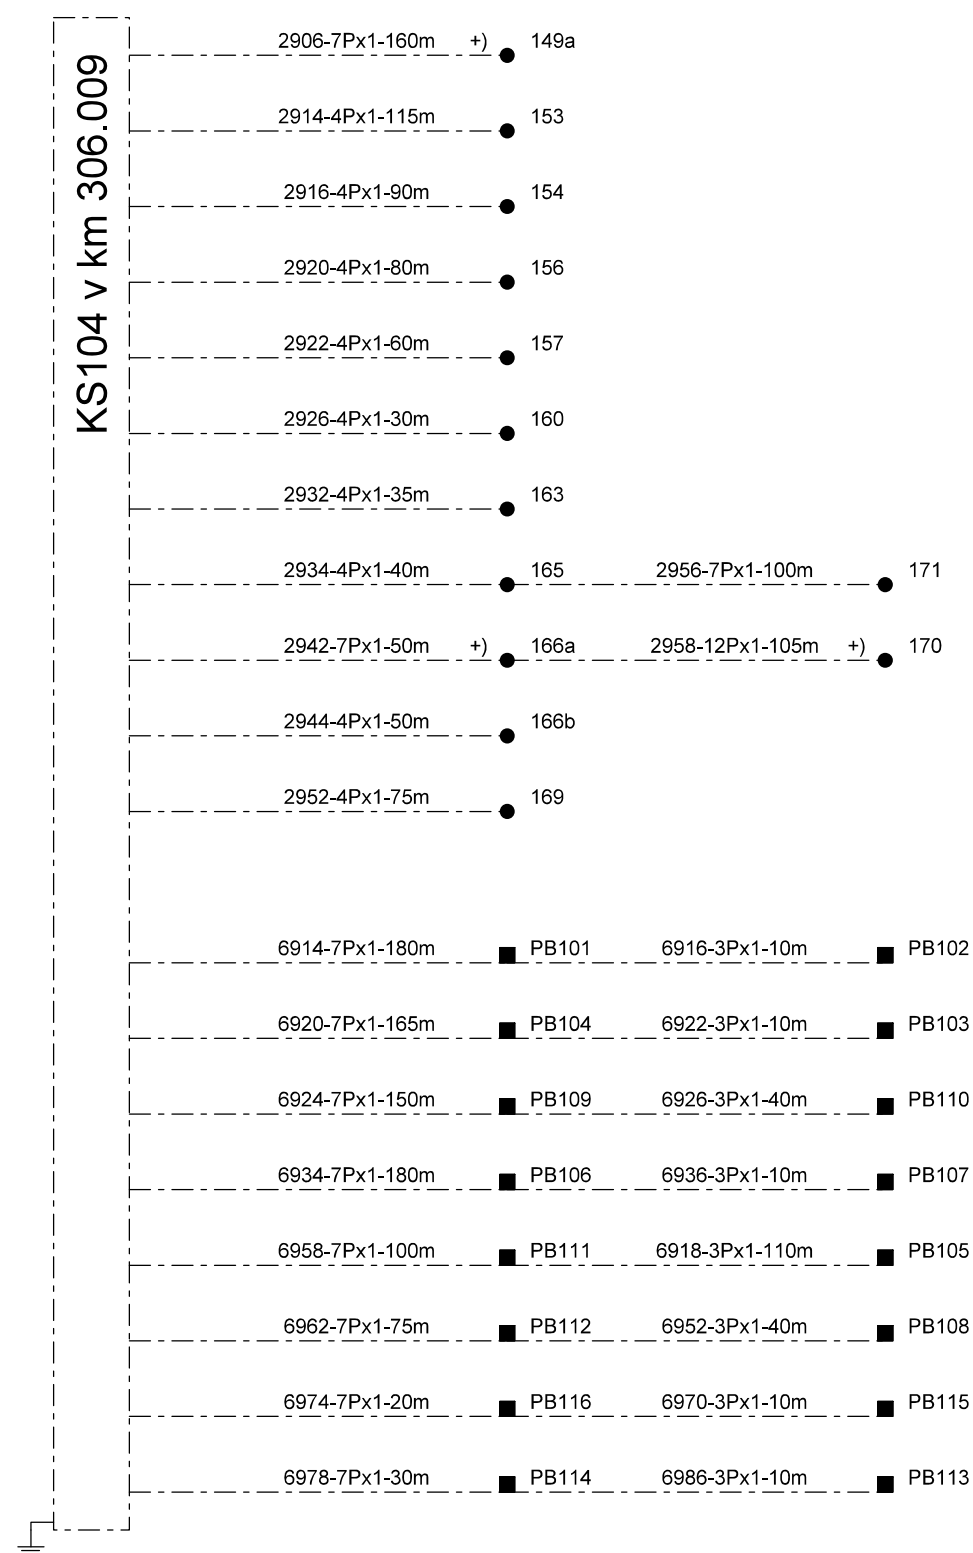 KS104 v km 306.009
2906-7Px1-160m +) 149a
2914-4Px1-115m 153
2916-4Px1-90m 154
2920-4Px1-80m 156
2922-4Px1-60m 157
2926-4Px1-30m 160
2932-4Px1-35m 163
2934-4Px1-40m 165 2956-7Px1-100m 171
2942-7Px1-50m +) 166a 2958-12Px1-105m +) 170
2944-4Px1-50m 166b
2952-4Px1-75m 169
6914-7Px1-180m PB101 6916-3Px1-10m PB102
6920-7Px1-165m PB104 6922-3Px1-10m PB103
6924-7Px1-150m PB109 6926-3Px1-40m PB110
6934-7Px1-180m PB106 6936-3Px1-10m PB107
6958-7Px1-100m PB111 6918-3Px1-110m PB105
6962-7Px1-75m PB112 6952-3Px1-40m PB108
6974-7Px1-20m PB116 6970-3Px1-10m PB115
6978-7Px1-30m PB114 6986-3Px1-10m PB113